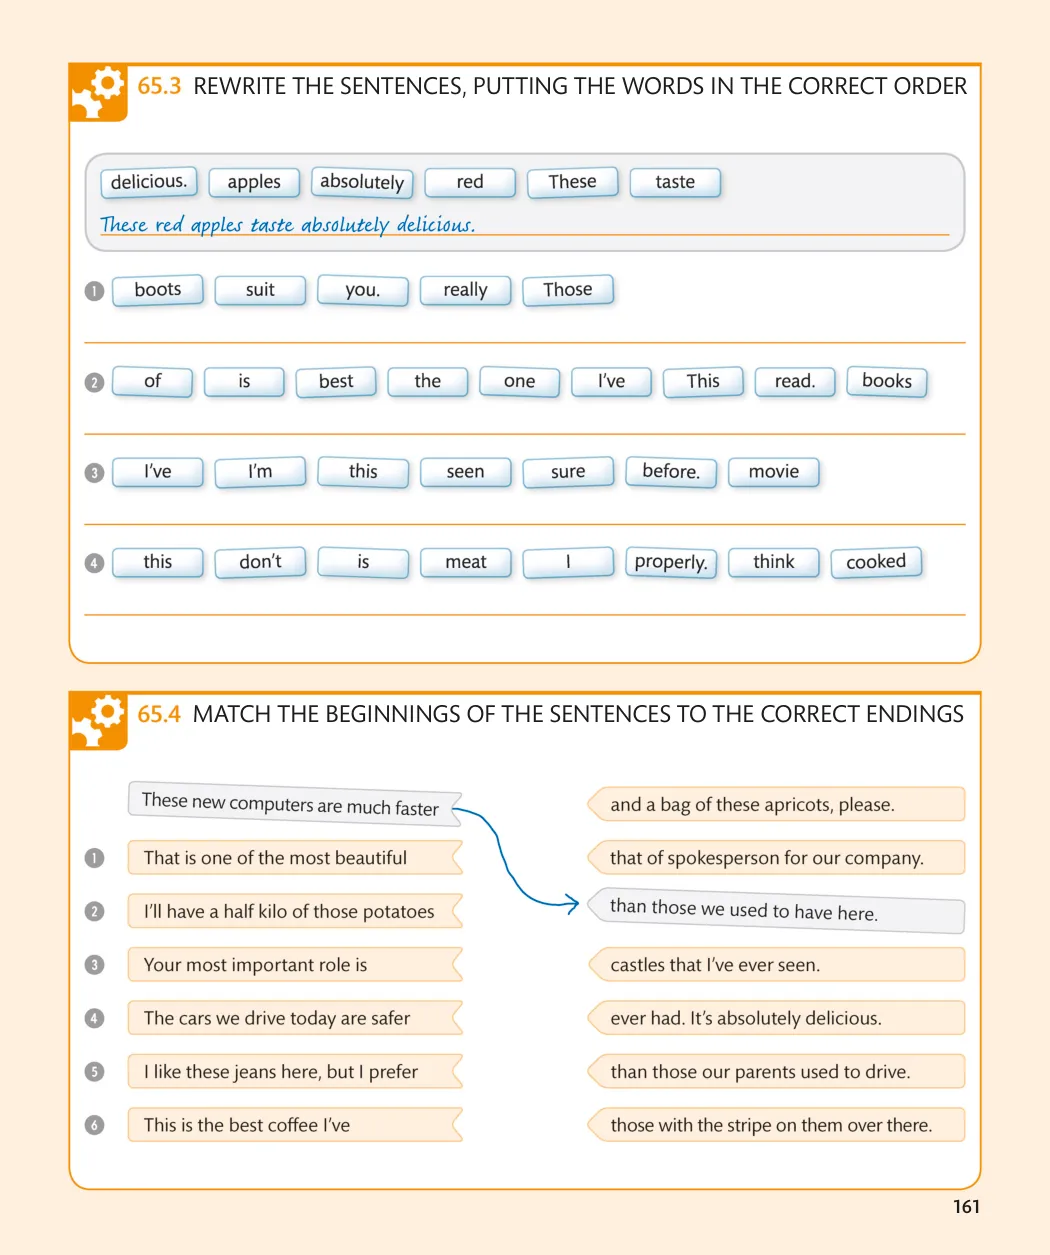 65.3 REWRITE THE SENTENCES, PUTTING THE WORDS IN THE CORRECT ORDER
delicious. apples absolutely red These taste
These red apples taste absolutely delicious.
1 boots suit you. really Those
2 of is best the one I've This read. books
3 I've I'm this seen sure before. movie
4 this don't is meat I properly. think cooked
65.4 MATCH THE BEGINNINGS OF THE SENTENCES TO THE CORRECT ENDINGS
These new computers are much faster and a bag of these apricots, please.
1 That is one of the most beautiful that of spokesperson for our company.
2 I'll have a half kilo of those potatoes than those we used to have here.
3 Your most important role is castles that I've ever seen.
4 The cars we drive today are safer ever had. It's absolutely delicious.
5 I like these jeans here, but I prefer than those our parents used to drive.
6 This is the best coffee I've those with the stripe on them over there.
161